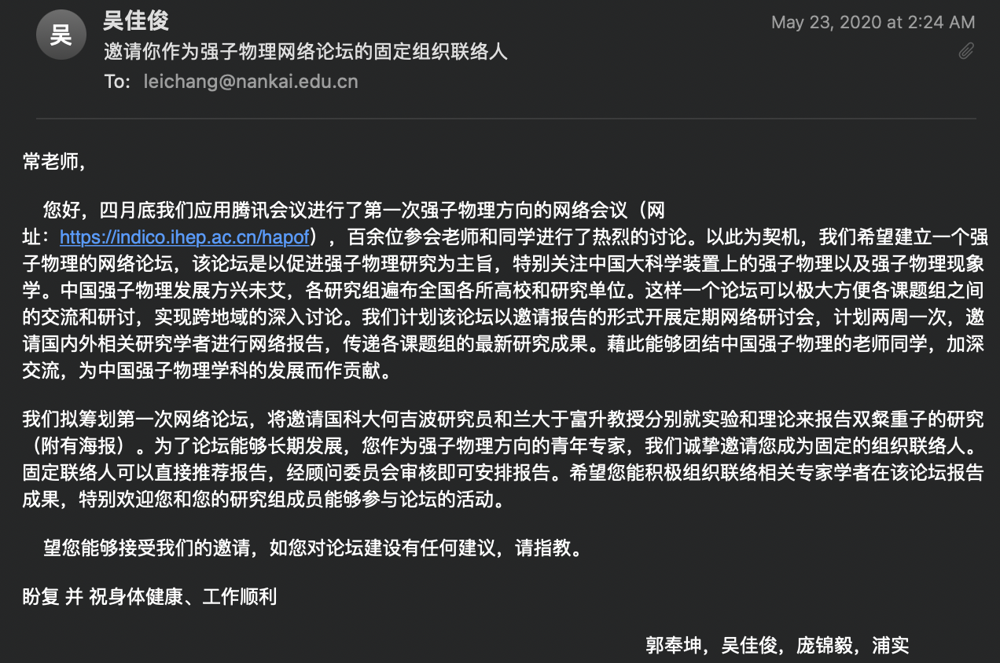 吴
吴佳俊
May 23, 2020 at 2:24 AM
邀请你作为强子物理网络论坛的固定组织联络人
To: leichang@nankai.edu.cn
常老师,
您好，四月底我们应用腾讯会议进行了第一次强子物理方向的网络会议（网
址：https://indico.ihep.ac.cn/hapof），百余位参会老师和同学进行了热烈的讨论。以此为契机，我们希望建立一个强
子物理的网络论坛，该论坛是以促进强子物理研究为主旨，特别关注中国大科学装置上的强子物理以及强子物理现象
学。中国强子物理发展方兴未艾，各研究组遍布全国各所高校和研究单位。这样一个论坛可以极大方便各课题组之间
的交流和研讨，实现跨地域的深入讨论。我们计划该论坛以邀请报告的形式开展定期网络研讨会，计划两周一次，邀
请国内外相关研究学者进行网络报告，传递各课题组的最新研究成果。藉此能够团结中国强子物理的老师同学，加深
交流，为中国强子物理学科的发展而作贡献。
我们拟筹划第一次网络论坛，将邀请国科大何吉波研究员和兰大于富升教授分别就实验和理论来报告双粲重子的研究
（附有海报）。为了论坛能够长期发展，您作为强子物理方向的青年专家，我们诚挚邀请您成为固定的组织联络人。
固定联络人可以直接推荐报告，经顾问委员会审核即可安排报告。希望您能积极组织联络相关专家学者在该论坛报告
成果，特别欢迎您和您的研究组成员能够参与论坛的活动。
望您能够接受我们的邀请，如您对论坛建设有任何建议，请指教。
盼复 并 祝身体健康、工作顺利
郭奉坤，吴佳俊，庞锦毅，浦实